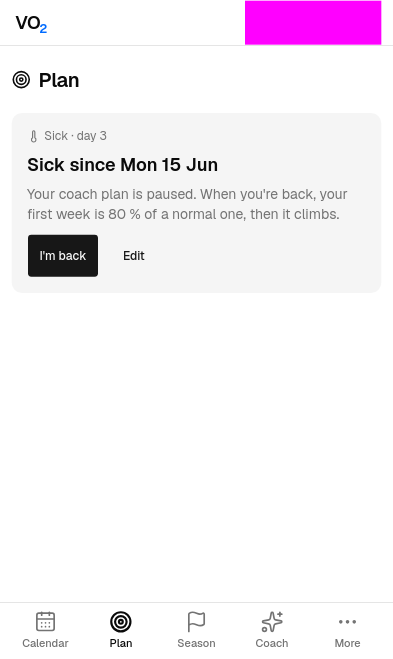 VO2
Plan
Sick · day 3
Sick since Mon 15 Jun
Your coach plan is paused. When you're back, your
first week is 80 % of a normal one, then it climbs.
I'm back
Edit
Calendar
Plan
Season
Coach
More